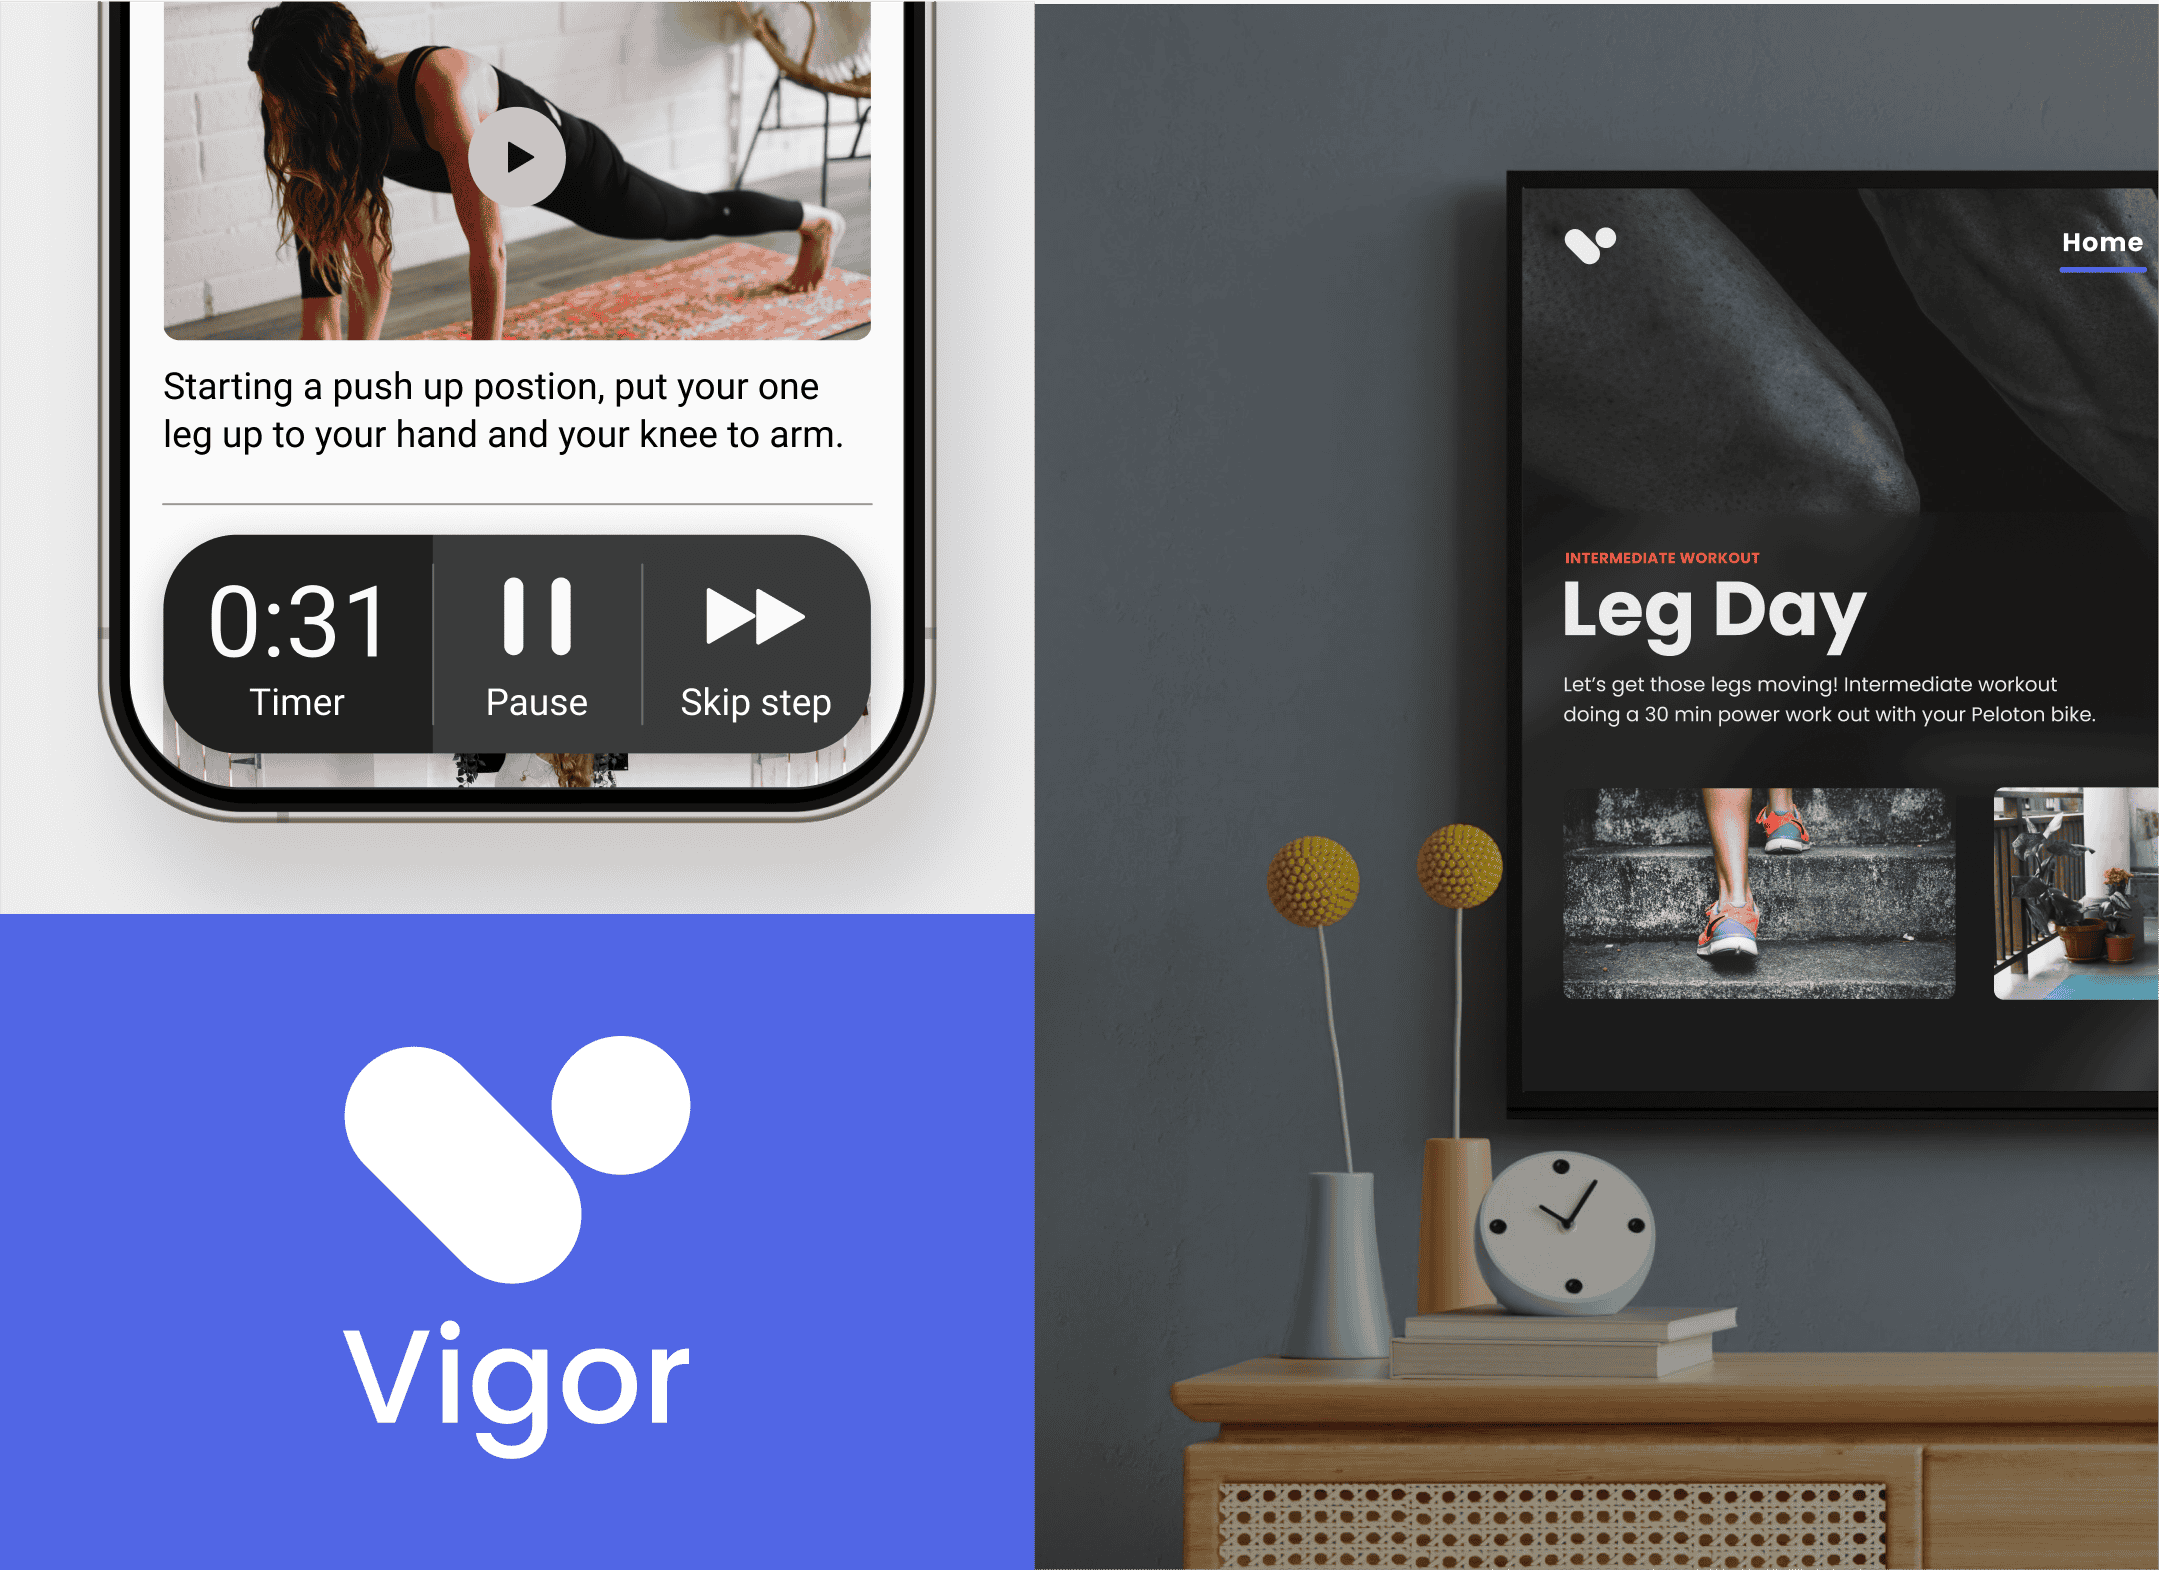 Starting a push up postion, put your one
leg up to your hand and your knee to arm.
0:31
Timer
Pause
Skip step
Vigor
Home
INTERMEDIATE WORKOUT
Leg Day
Let’s get those legs moving! Intermediate workout
doing a 30 min power work out with your Peloton bike.